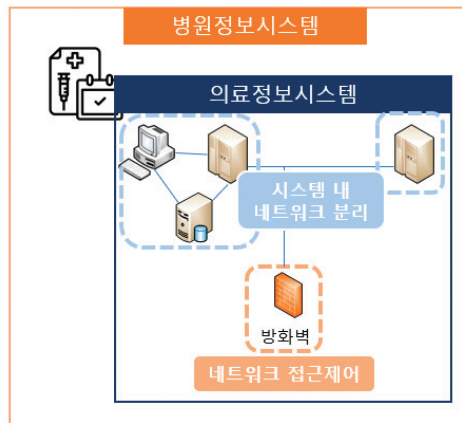 병원정보시스템
의료정보시스템
시스템 내
네트워크 분리
방화벽
네트워크 접근제어